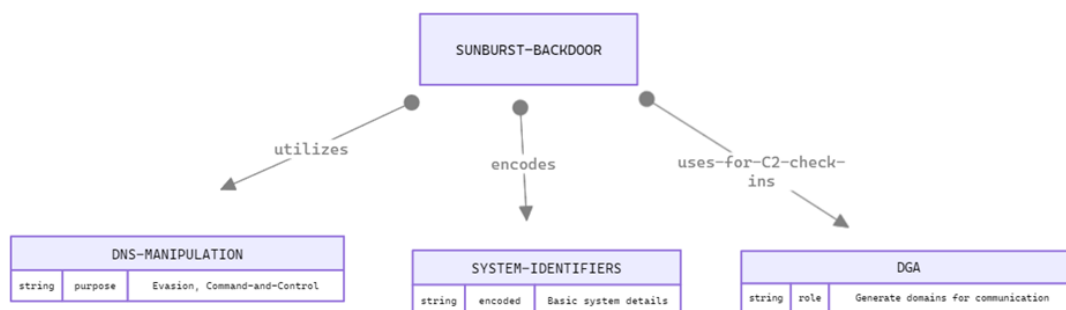 SUNBURST-BACKDOOR
utilizes
encodes
uses-for-C2-check-
ins
DNS-MANIPULATION
string purpose Evasion, Command-and-Control
SYSTEM-IDENTIFIERS
string encoded Basic system details
DGA
string role Generate domains for communication